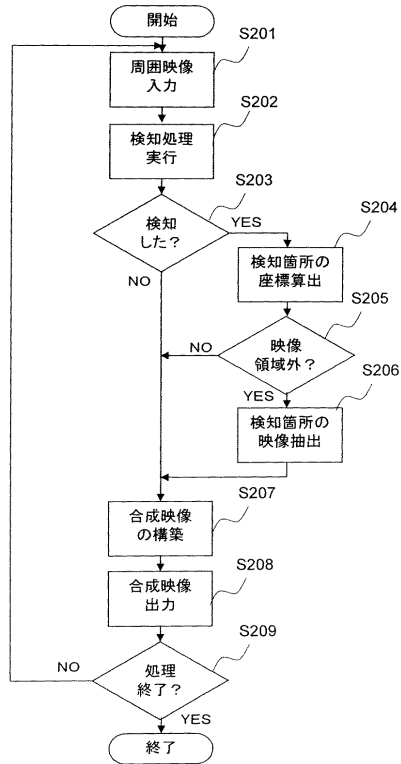 開始
S201
周囲映像
入力
S202
検知処理
実行
S203
検知
した？
YES
NO
S204
検知箇所の
座標算出
S205
映像
領域外？
NO
YES
S206
検知箇所の
映像抽出
S207
合成映像
の構築
S208
合成映像
出力
S209
処理
終了？
NO
YES
終了